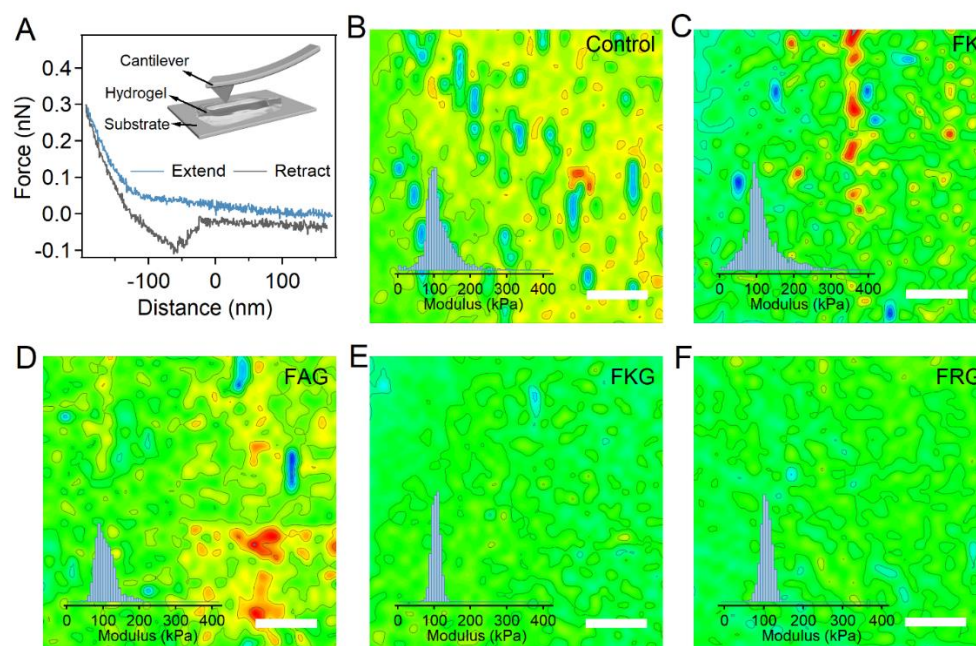 A
0.4
0.3
0.2
0.1
0.0
-0.1
Force (nN)
-100 0 100
Distance (nm)
Cantilever
Hydrogel
Substrate
Extend Retract
B
Control
0 100 200 300 400
Modulus (kPa)
C
FK
0 100 200 300 400
Modulus (kPa)
D
FAG
0 100 200 300 400
Modulus (kPa)
E
FKG
0 100 200 300 400
Modulus (kPa)
F
FRG
0 100 200 300 400
Modulus (kPa)